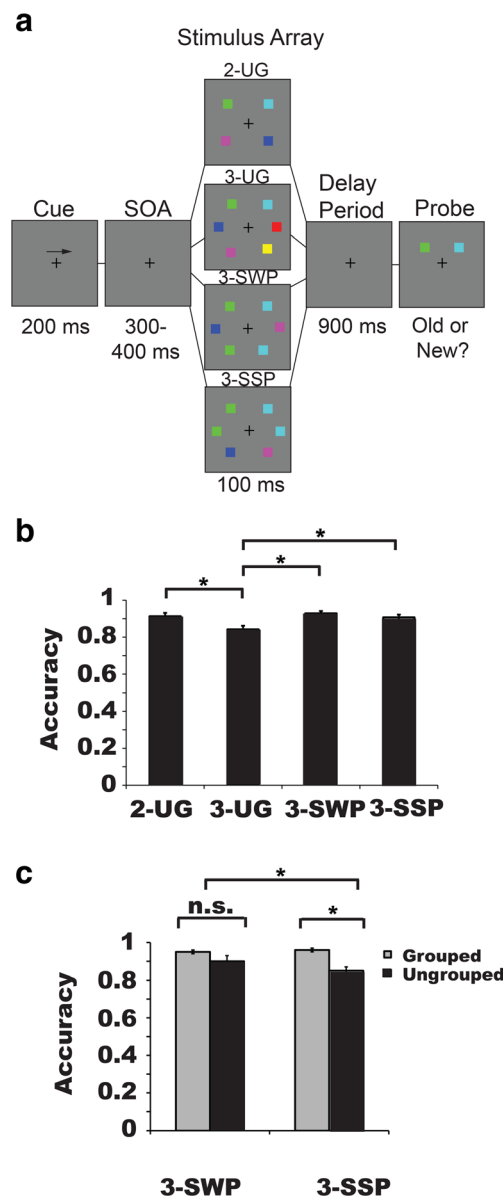 a
Stimulus Array
2-UG
3-UG
Cue
SOA
Delay
Period
Probe
3-SWP
200 ms
300-
400 ms
900 ms
Old or
New?
3-SSP
100 ms
b
*
*
*
1
0.8
0.6
0.4
0.2
0
Accuracy
2-UG 3-UG 3-SWP 3-SSP
c
*
n.s.
*
1
0.8
0.6
0.4
0.2
0
Accuracy
Grouped
Ungrouped
3-SWP 3-SSP